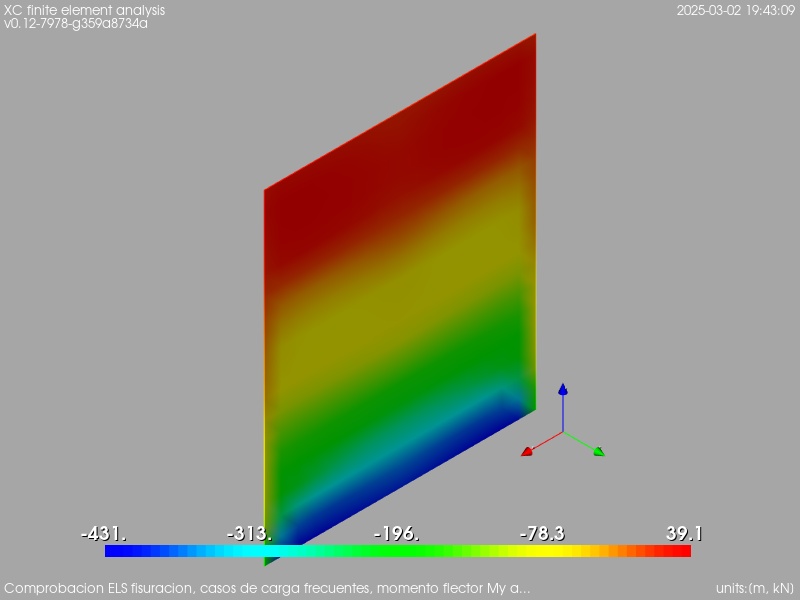 XC finite element analysis
v0.12-7978-g359a8734a
2025-03-02 19:43:09
-431. -313. -196. -78.3 39.1
Comprobacion ELS fisuracion, casos de carga frecuentes, momento flector My a...
units:[m, kN]